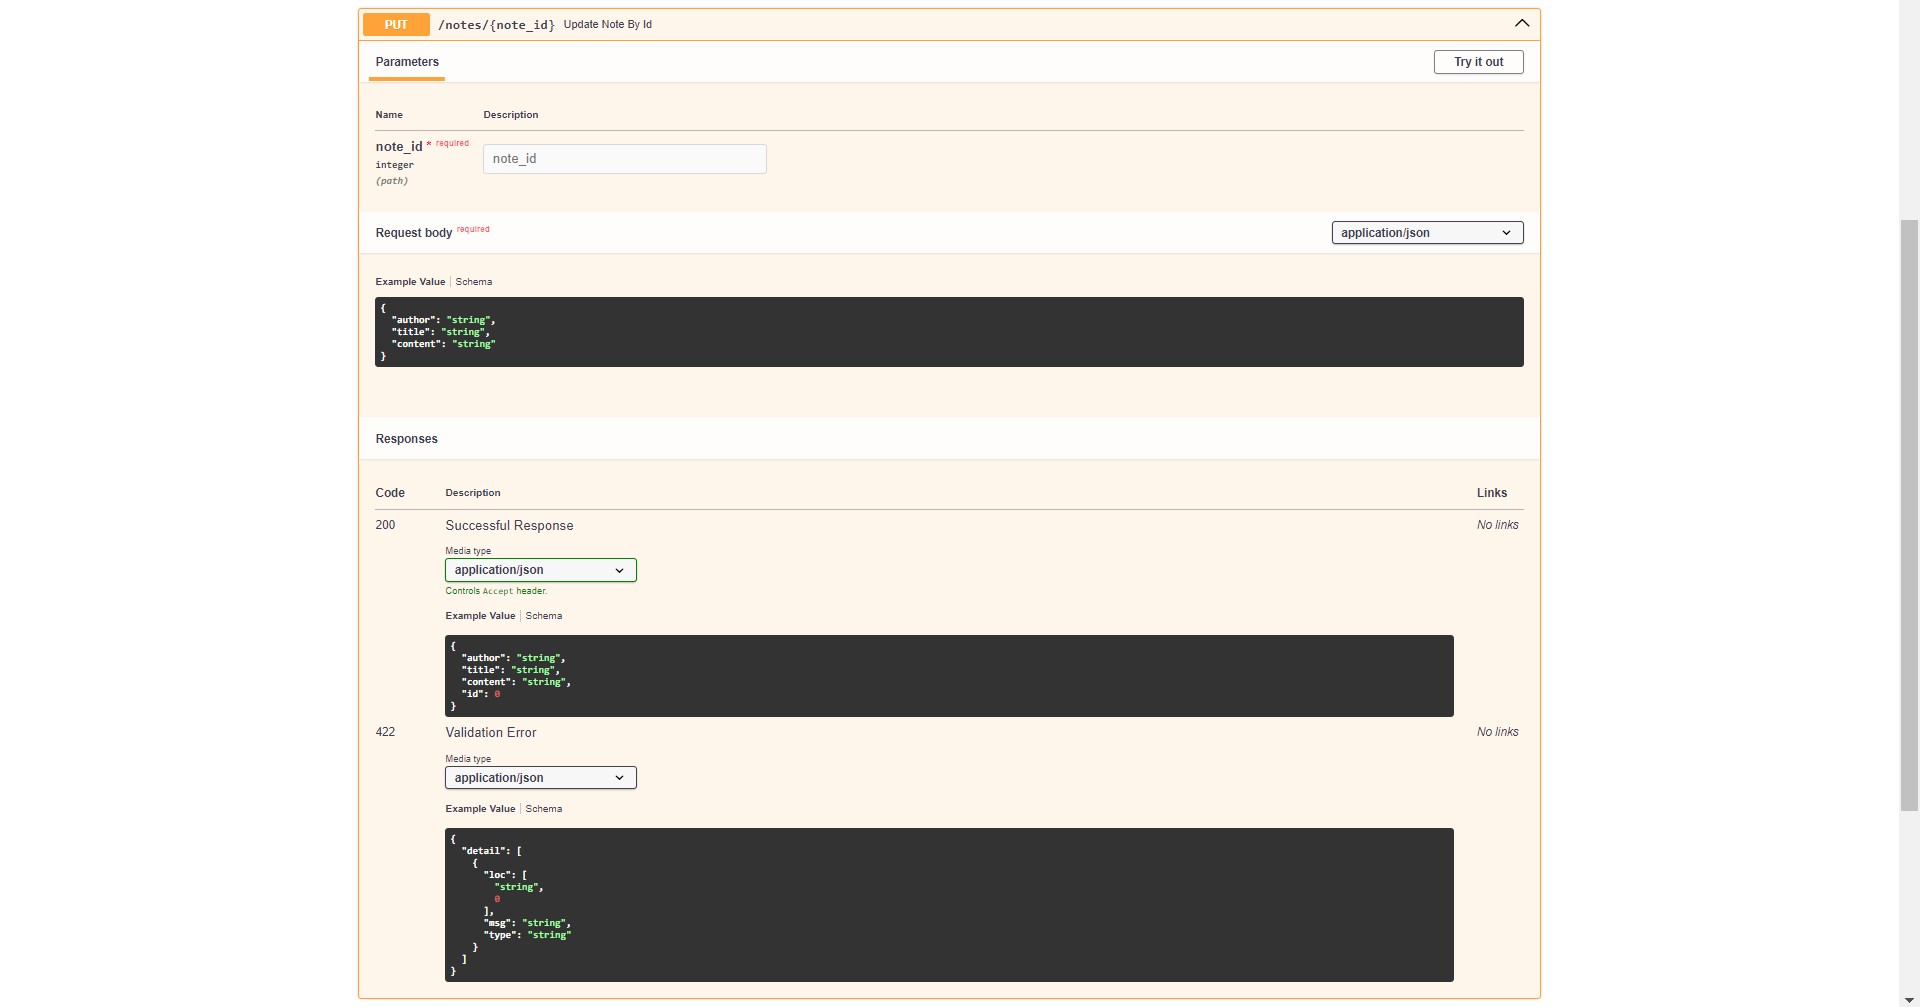 PUT /notes/{note_id} Update Note By Id
Parameters
Try it out
Name Description
note_id * required
integer
(path)
note_id
Request body required
application/json
Example Value Schema
{
"author": "string",
"title": "string",
"content": "string"
}
Responses
Code Description Links
200 Successful Response No links
Media type
application/json
Controls Accept header.
Example Value Schema
{
"author": "string",
"title": "string",
"content": "string",
"id": 0
}
422 Validation Error No links
Media type
application/json
Example Value Schema
{
"detail": [
{
"loc": [
"string",
0
],
"msg": "string",
"type": "string"
}
]
}